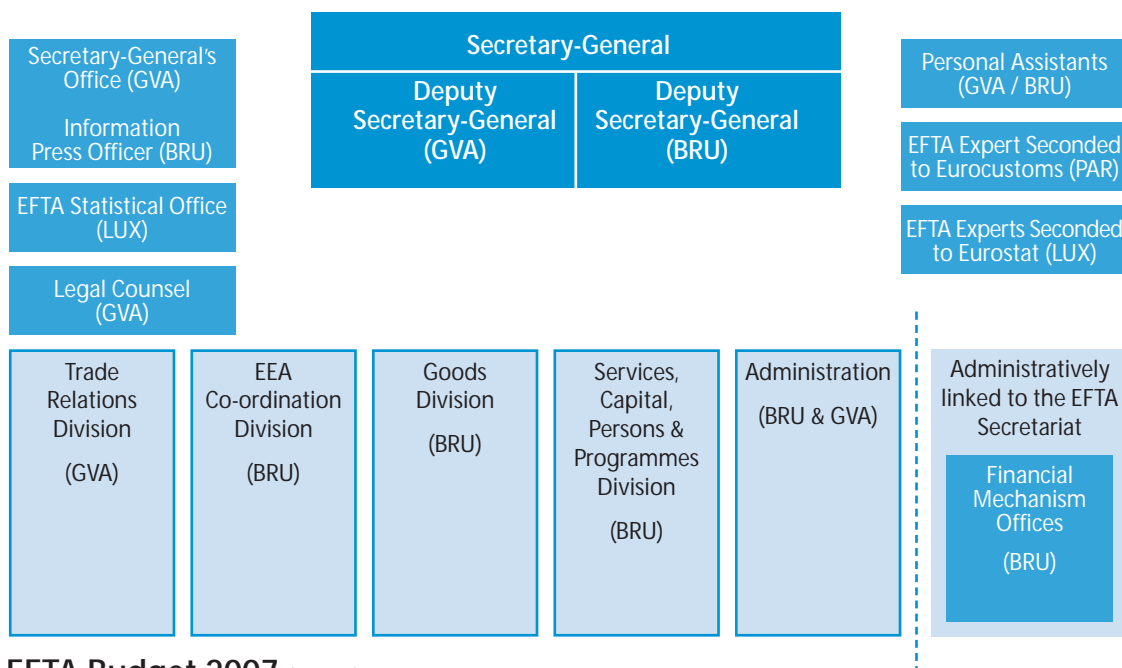 Secretary-General's
Office (GVA)
Information
Press Officer (BRU)
EFTA Statistical Office
(LUX)
Legal Counsel
(GVA)
Secretary-General
Deputy
Secretary-General
(GVA)
Deputy
Secretary-General
(BRU)
Personal Assistants
(GVA / BRU)
EFTA Expert Seconded
to Eurocustoms (PAR)
EFTA Experts Seconded
to Eurostat (LUX)
Trade
Relations
Division
(GVA)
EEA
Co-ordination
Division
(BRU)
Goods
Division
(BRU)
Services,
Capital,
Persons &
Programmes
Division
(BRU)
Administration
(BRU & GVA)
Administratively
linked to the EFTA
Secretariat
Financial
Mechanism
Offices
(BRU)
EFTA Budget 2007